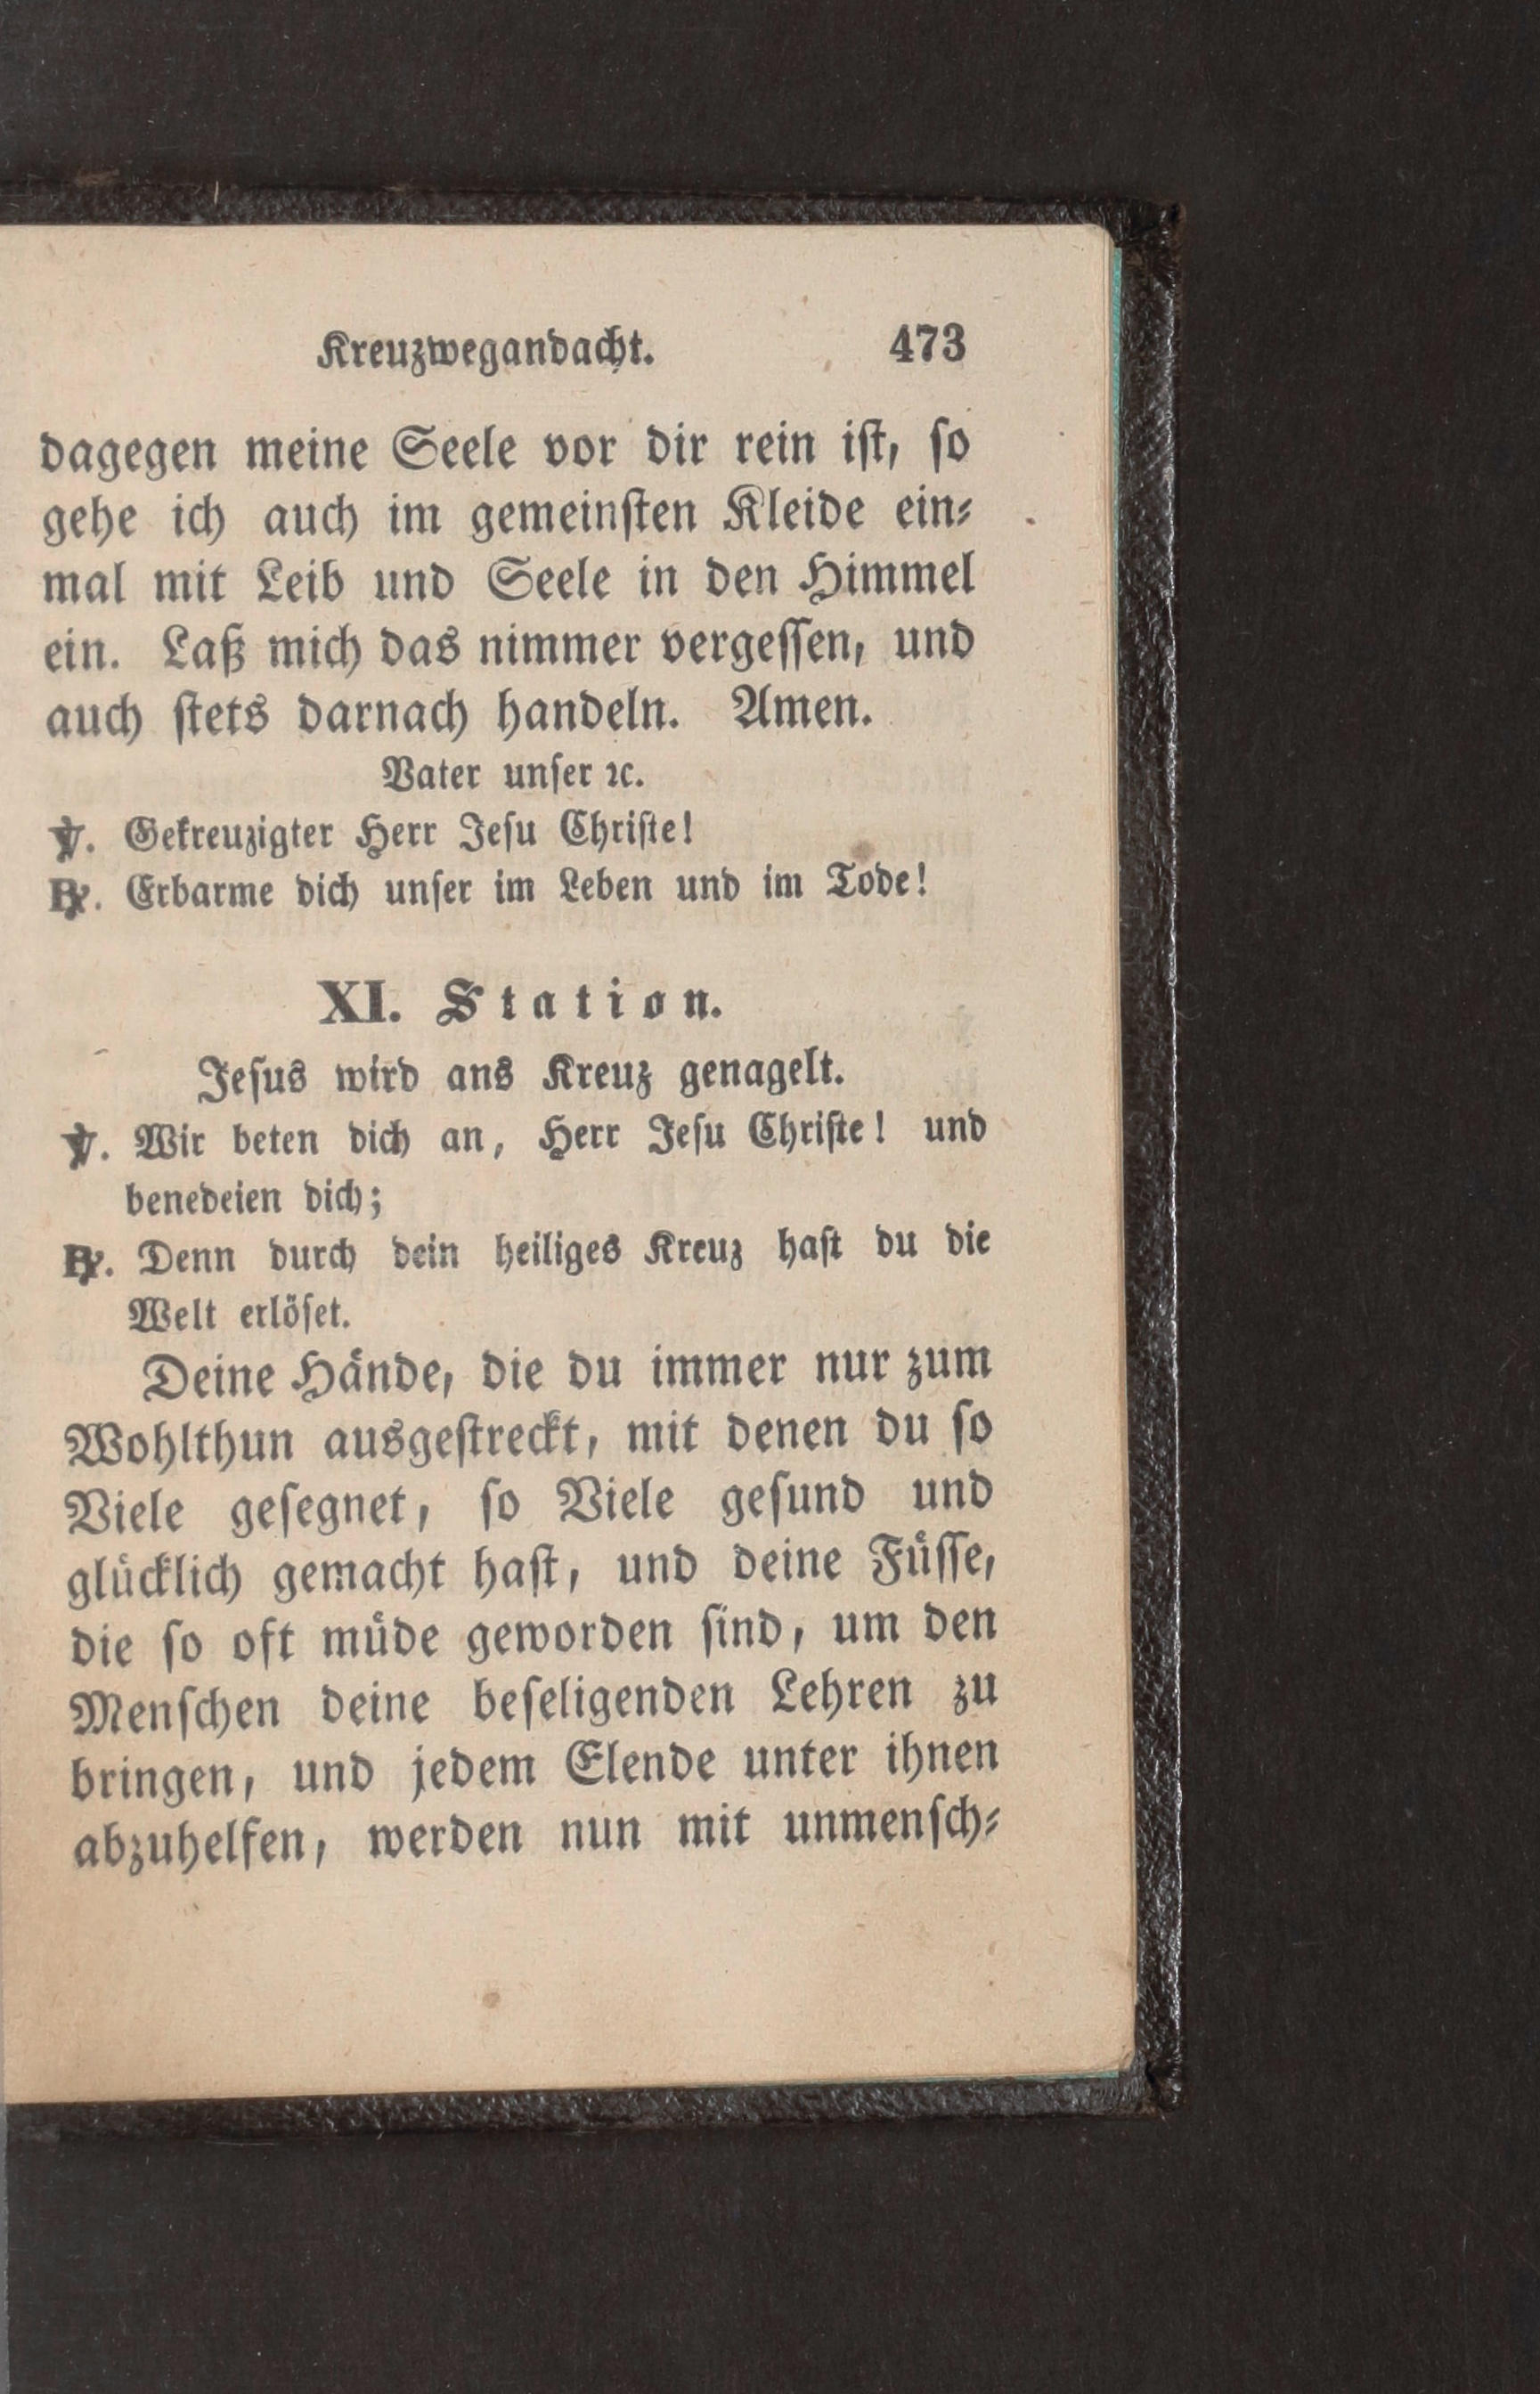 Kreuzwegandacht. 473
dagegen meine Seele vor dir rein ist, so
gehe ich auch im gemeinsten Kleide ein⸗
mal mit Leib und Seele in den Himmel
ein. Laß mich das nimmer vergessen, und
auch stets darnach handeln. Amen.
Vater unser ꝛc.
℣. Gekreuzigter Herr Jesu Christe!
℟. Erbarme dich unser im Leben und im Tode!
XI. Station.
Jesus wird ans Kreuz genagelt.
℣. Wir beten dich an, Herr Jesu Christe! und
benedeien dich;
℟. Denn durch dein heiliges Kreuz hast du die
Welt erlöset.
Deine Hände, die du immer nur zum
Wohlthun ausgestreckt, mit denen du so
Viele gesegnet, so Viele gesund und
glücklich gemacht hast, und deine Füsse,
die so oft müde geworden sind, um den
Menschen deine beseligenden Lehren zu
bringen, und jedem Elende unter ihnen
abzuhelfen, werden nun mit unmensch⸗